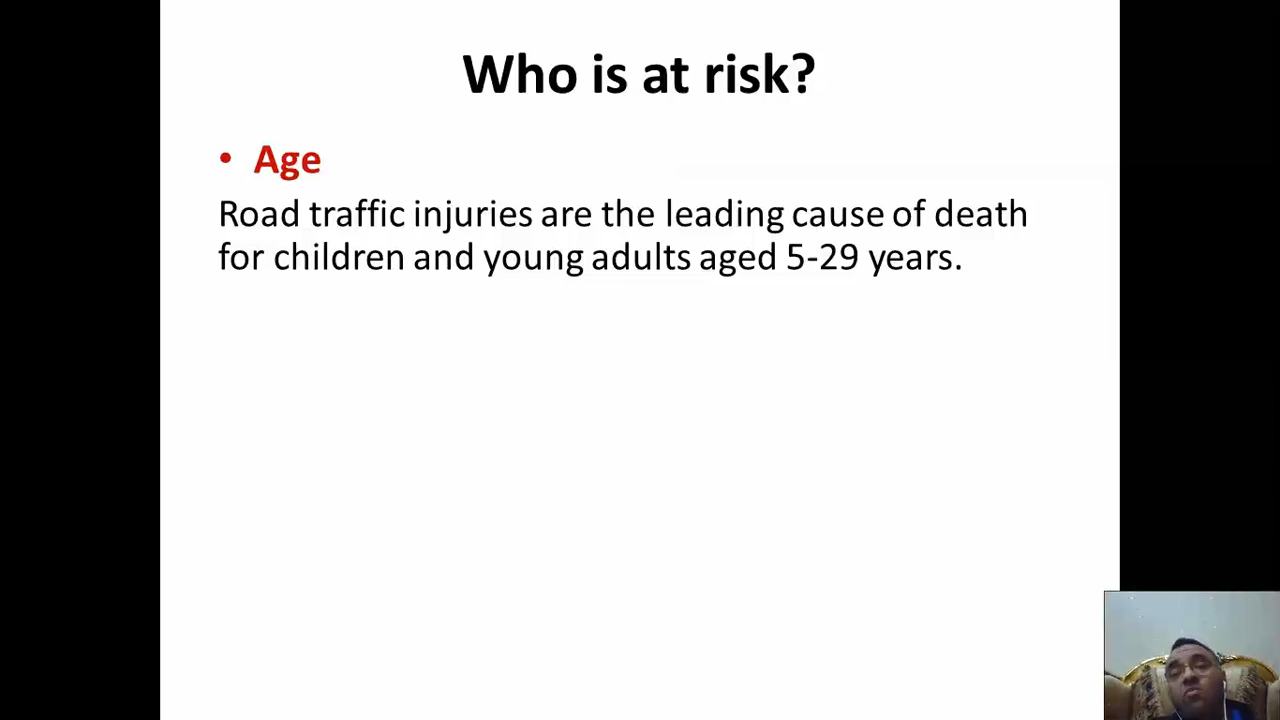 Who is at risk?
• Age
Road traffic injuries are the leading cause of death
for children and young adults aged 5-29 years.